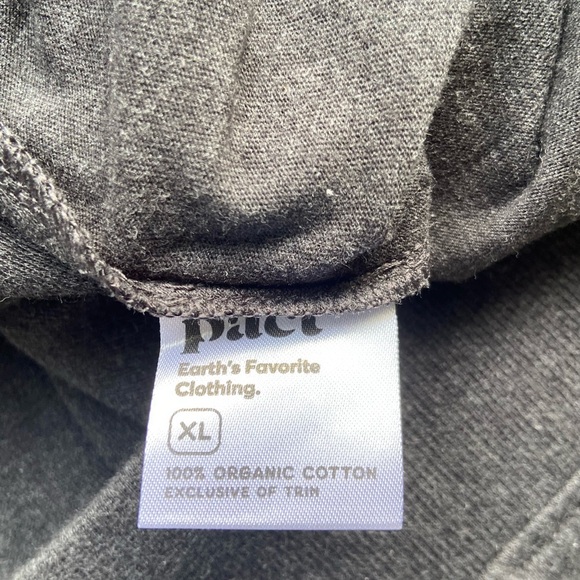 pact
Earth's Favorite
Clothing.
XL
100% ORGANIC COTTON
EXCLUSIVE OF TRIM